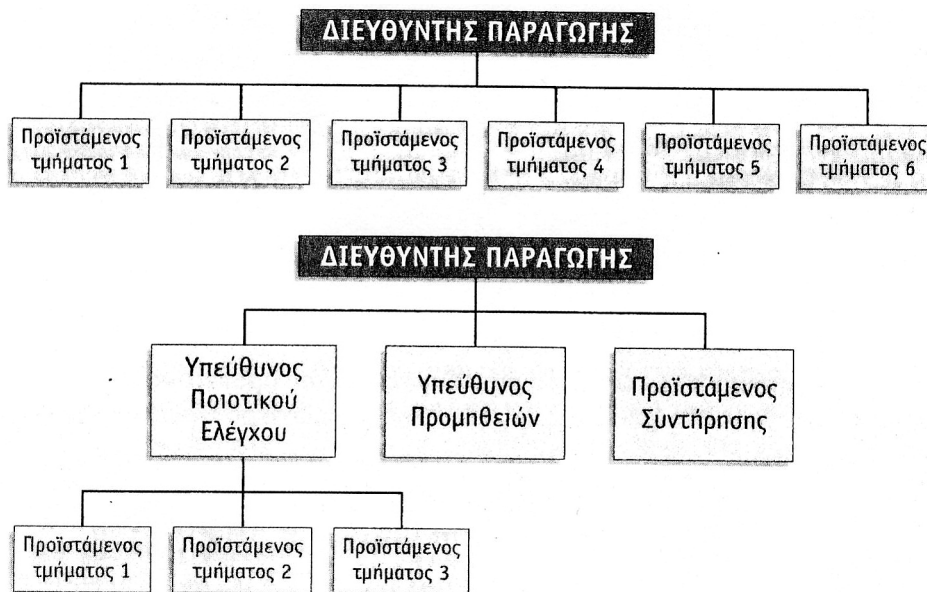 ΔΙΕΥΘΥΝΤΗΣ ΠΑΡΑΓΩΓΗΣ
Προϊστάμενος
τμήματος 1
Προϊστάμενος
τμήματος 2
Προϊστάμενος
τμήματος 3
Προϊστάμενος
τμήματος 4
Προϊστάμενος
τμήματος 5
Προϊστάμενος
τμήματος 6
ΔΙΕΥΘΥΝΤΗΣ ΠΑΡΑΓΩΓΗΣ
Υπεύθυνος
Ποιοτικού
Ελέγχου
Υπεύθυνος
Προμηθειών
Προϊστάμενος
Συντήρησης
Προϊστάμενος
τμήματος 1
Προϊστάμενος
τμήματος 2
Προϊστάμενος
τμήματος 3